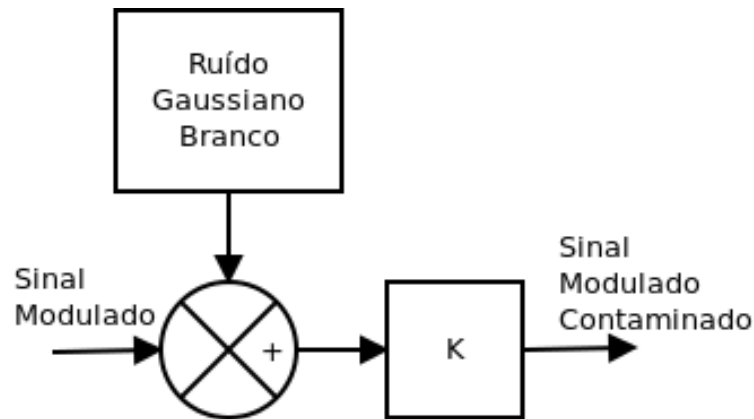 Ruído
Gaussiano
Branco
Sinal
Modulado
+
K
Sinal
Modulado
Contaminado